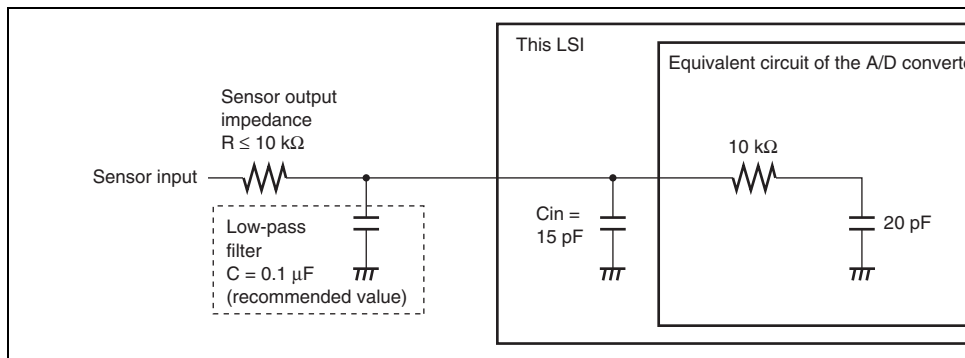 This LSI
Equivalent circuit of the A/D converte
Sensor output
impedance
R ≤ 10 kΩ
10 kΩ
Sensor input
Low-pass
filter
C = 0.1 μF
(recommended value)
Cin =
15 pF
20 pF